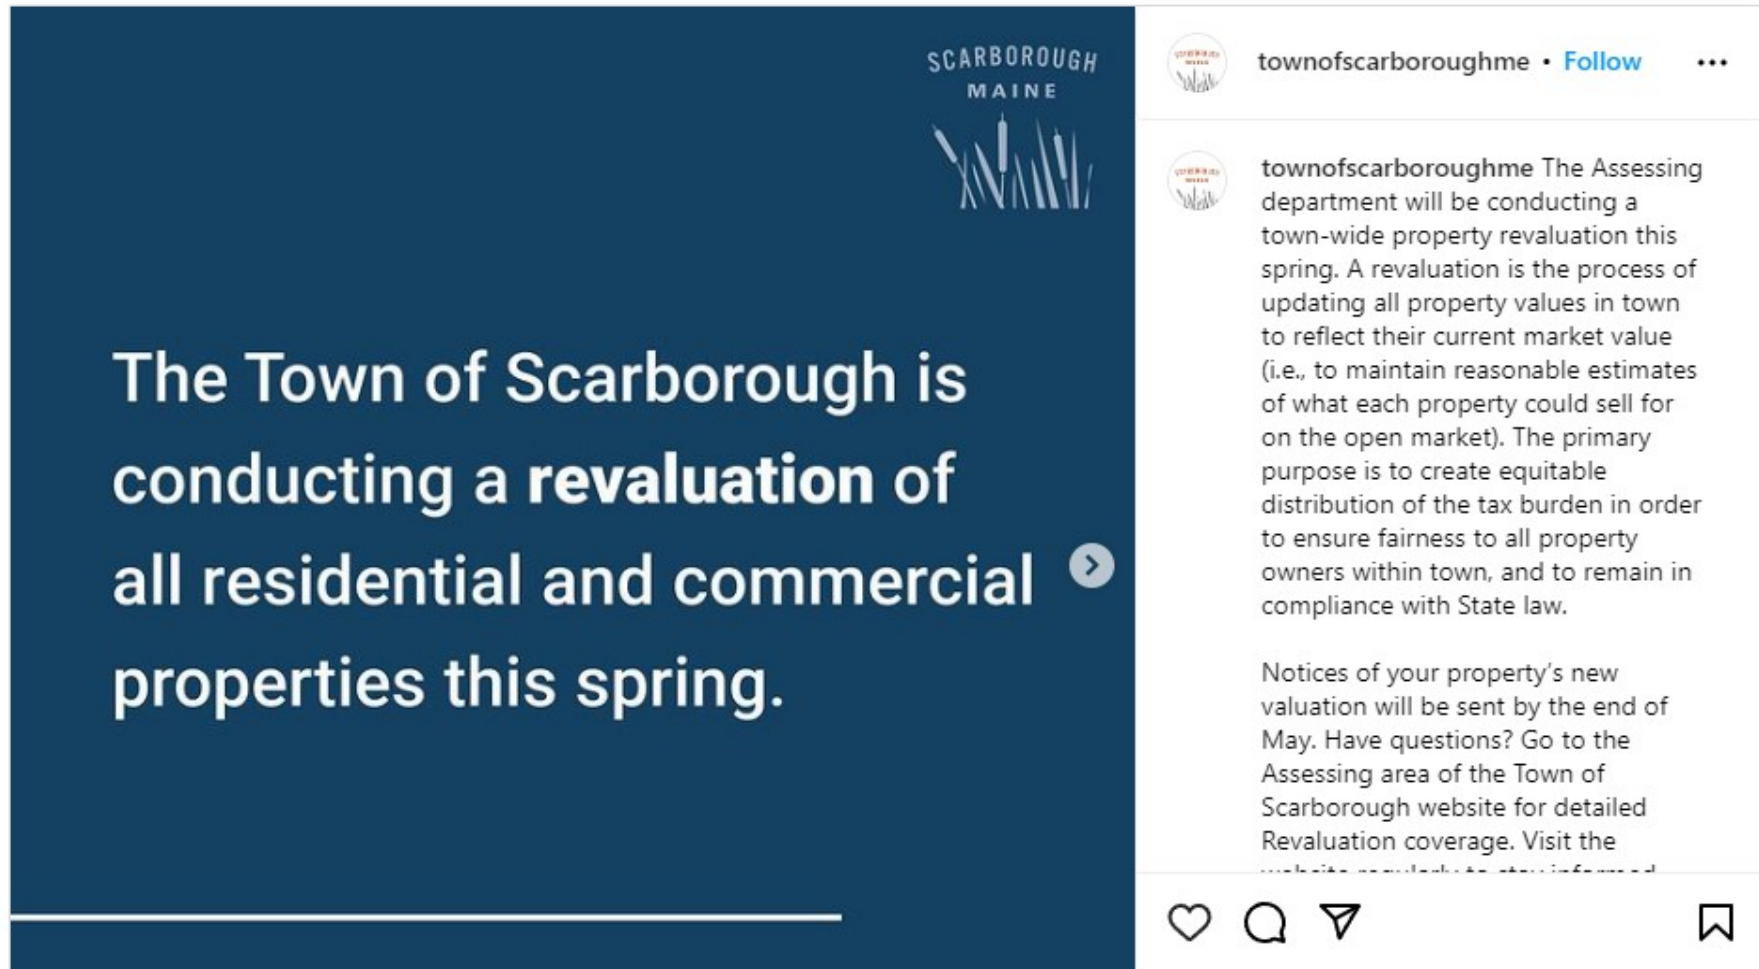 SCARBOROUGH
MAINE
The Town of Scarborough is
conducting a revaluation of
all residential and commercial
properties this spring.
townofscarboroughme • Follow
townofscarboroughme The Assessing
department will be conducting a
town-wide property revaluation this
spring. A revaluation is the process of
updating all property values in town
to reflect their current market value
(i.e., to maintain reasonable estimates
of what each property could sell for
on the open market). The primary
purpose is to create equitable
distribution of the tax burden in order
to ensure fairness to all property
owners within town, and to remain in
compliance with State law.
Notices of your property's new
valuation will be sent by the end of
May. Have questions? Go to the
Assessing area of the Town of
Scarborough website for detailed
Revaluation coverage. Visit the
website regularly to stay informed